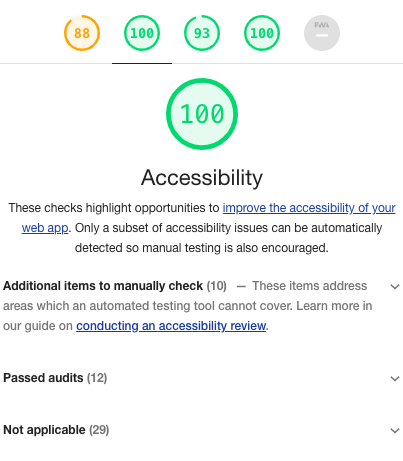 88 100 93 100 PWA
100
Accessibility
These checks highlight opportunities to improve the accessibility of your
web app. Only a subset of accessibility issues can be automatically
detected so manual testing is also encouraged.
Additional items to manually check (10) — These items address
areas which an automated testing tool cannot cover. Learn more in
our guide on conducting an accessibility review.
Passed audits (12)
Not applicable (29)